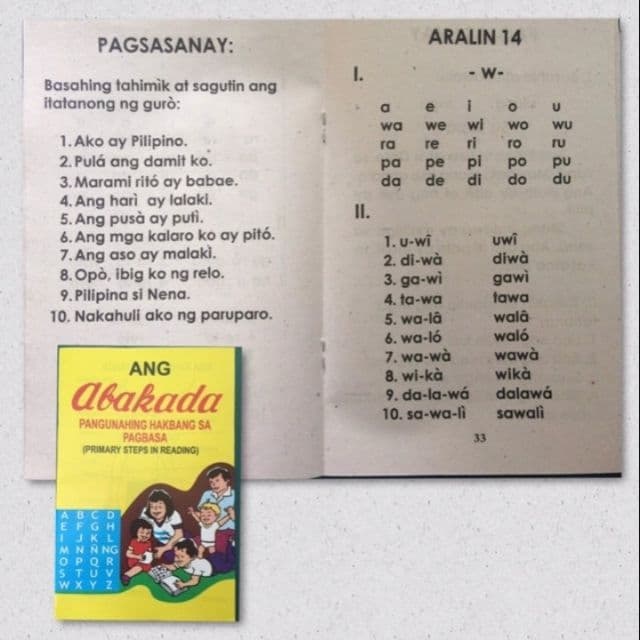 PAGSASANAY:
Basahing tahimìk at sagutin ang
itatanong ng gurò:
1. Ako ay Pilipino.
2. Pulá ang damit ko.
3. Marami ritó ay babae.
4. Ang harì ay lalaki.
5. Ang pusà ay putì.
6. Ang mga kalaro ko ay pitó.
7. Ang aso ay malakì.
8. Opò, ibig ko ng relo.
9. Pilipina si Nena.
10. Nakahuli ako ng paruparo.
ARALIN 14
I. - w-
a e i o u
wa we wi wo wu
ra re ri ro ru
pa pe pi po pu
da de di do du
II.
1. u-wî uwî
2. di-wà diwà
3. ga-wì gawì
4. ta-wa tawa
5. wa-lâ walâ
6. wa-ló waló
7. wa-wà wawà
8. wi-kà wikà
9. da-la-wá dalawá
10. sa-wa-lì sawalì
33
ANG
abakada
PANGUNAHING HAKBANG SA
PAGBASA
(PRIMARY STEPS IN READING)
A B C D
E F G H
I J K L
M N Ñ NG
O P Q R
S T U V
W X Y Z